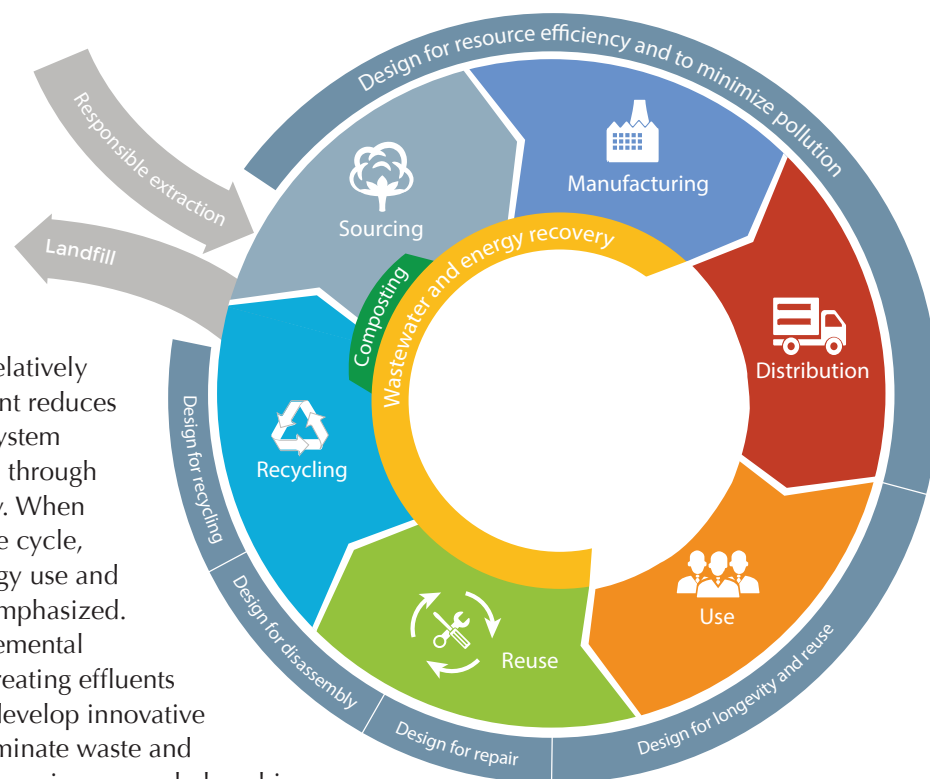 Design for resource efficiency and to minimize pollution
Responsible extraction
Landfill
Manufacturing
Sourcing
Wastewater and energy recovery
Composting
Distribution
Recycling
Use
Reuse
Design for recycling
Design for disassembly
Design for repair
Design for longevity and reuse
elatively
nt reduces
ystem
through
y. When
e cycle,
gy use and
mphasized.
emental
reating effluents
develop innovative
minate waste and